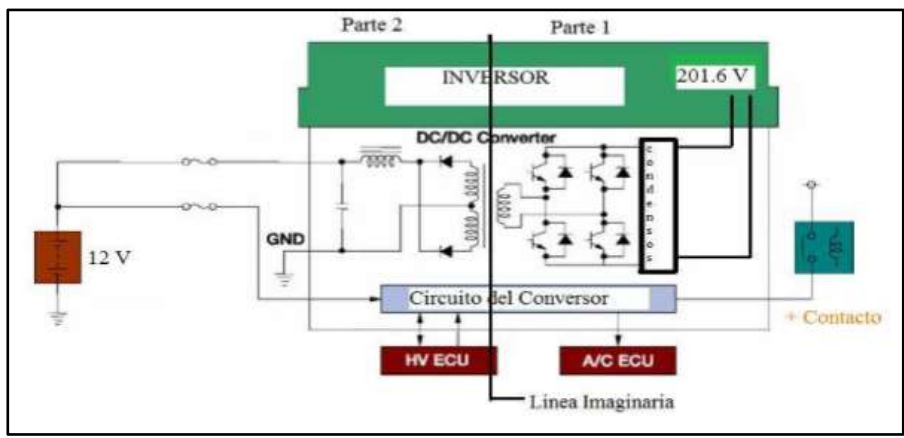 Parte 2
Parte 1
INVERSOR
201.6 V
DC/DC Converter
condensos
GND
12 V
Circuito del Conversor
+ Contacto
HV ECU
A/C ECU
Linea Imaginaria